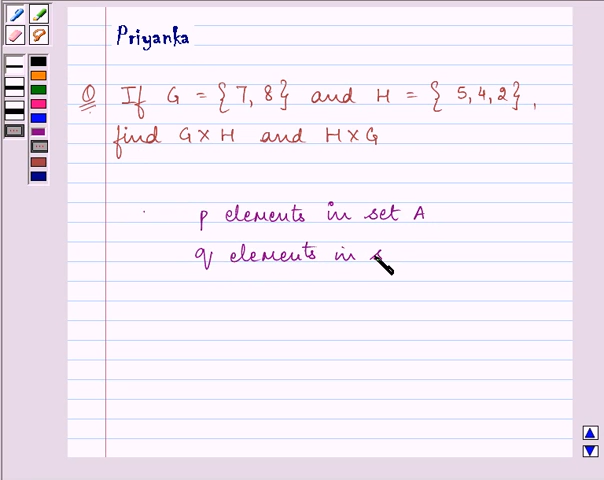 Priyanka
Q If G = {7, 8} and H = {5, 4, 2},
find G × H and H × G
p elements in set A
q elements in s